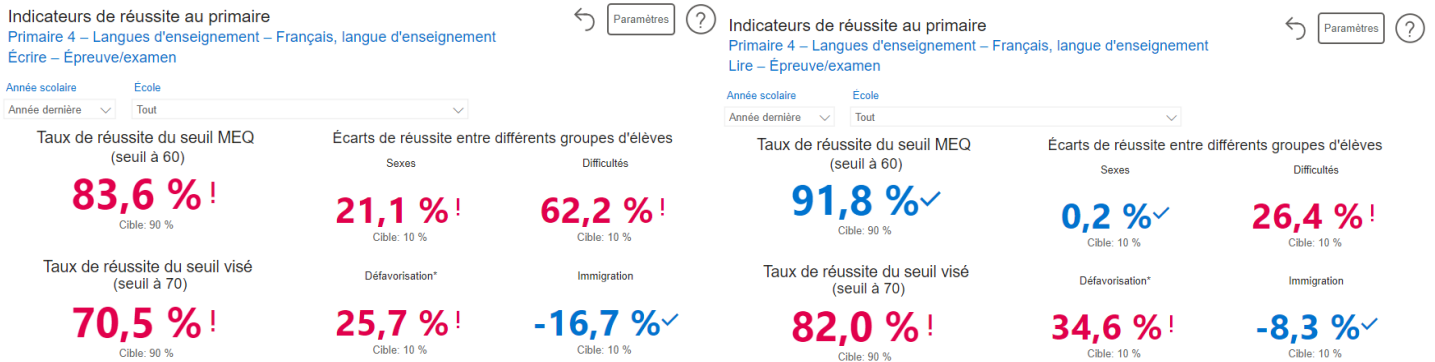 Indicateurs de réussite au primaire
Paramètres
?
Primaire 4 – Langues d'enseignement – Français, langue d'enseignement
Écrire – Épreuve/examen
Année scolaire
École
Année dernière
Tout
Taux de réussite du seuil MEQ
(seuil à 60)
83,6 % !
Cible: 90 %
Écarts de réussite entre différents groupes d'élèves
Sexes
21,1 % !
Cible: 10 %
Difficultés
62,2 % !
Cible: 10 %
Taux de réussite du seuil visé
(seuil à 70)
70,5 % !
Cible: 90 %
Défavorisation*
25,7 % !
Cible: 10 %
Immigration
-16,7 %
Cible: 10 %
Indicateurs de réussite au primaire
Paramètres
?
Primaire 4 – Langues d'enseignement – Français, langue d'enseignement
Lire – Épreuve/examen
Année scolaire
École
Année dernière
Tout
Taux de réussite du seuil MEQ
(seuil à 60)
91,8 %
Cible: 90 %
Écarts de réussite entre différents groupes d'élèves
Sexes
0,2 %
Cible: 10 %
Difficultés
26,4 % !
Cible: 10 %
Taux de réussite du seuil visé
(seuil à 70)
82,0 % !
Cible: 90 %
Défavorisation*
34,6 % !
Cible: 10 %
Immigration
-8,3 %
Cible: 10 %